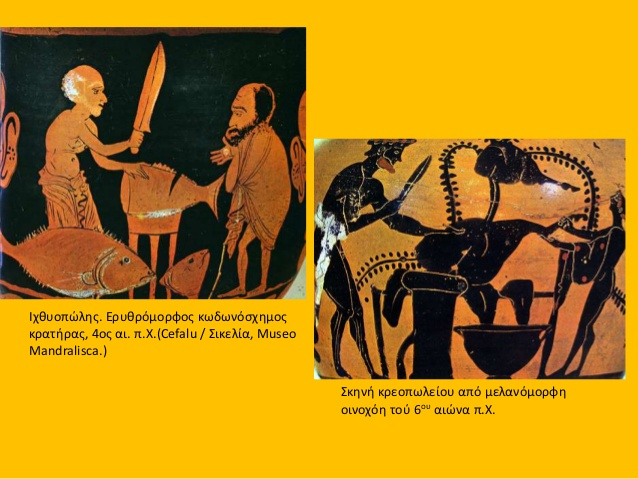 Ιχθυοπώλης. Ερυθρόμορφος κωδωνόσχημος
κρατήρας, 4ος αι. π.Χ.(Cefalu / Σικελία, Museo
Mandralisca.)
Σκηνή κρεοπωλείου από μελανόμορφη
οινοχόη τού 6ου αιώνα π.Χ.